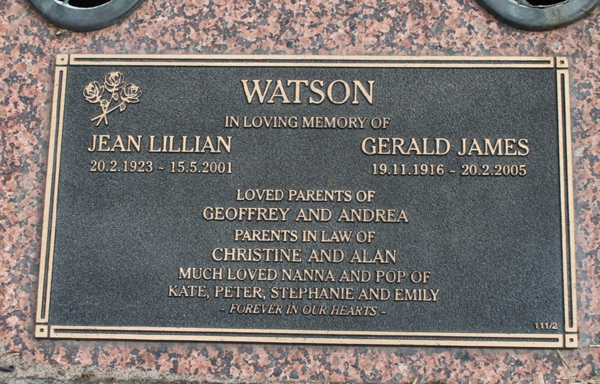 WATSON
IN LOVING MEMORY OF
JEAN LILLIAN GERALD JAMES
20.2.1923 - 15.5.2001 19.11.1916 - 20.2.2005
LOVED PARENTS OF
GEOFFREY AND ANDREA
PARENTS IN LAW OF
CHRISTINE AND ALAN
MUCH LOVED NANNA AND POP OF
KATE, PETER, STEPHANIE AND EMILY
- FOREVER IN OUR HEARTS -
111/2